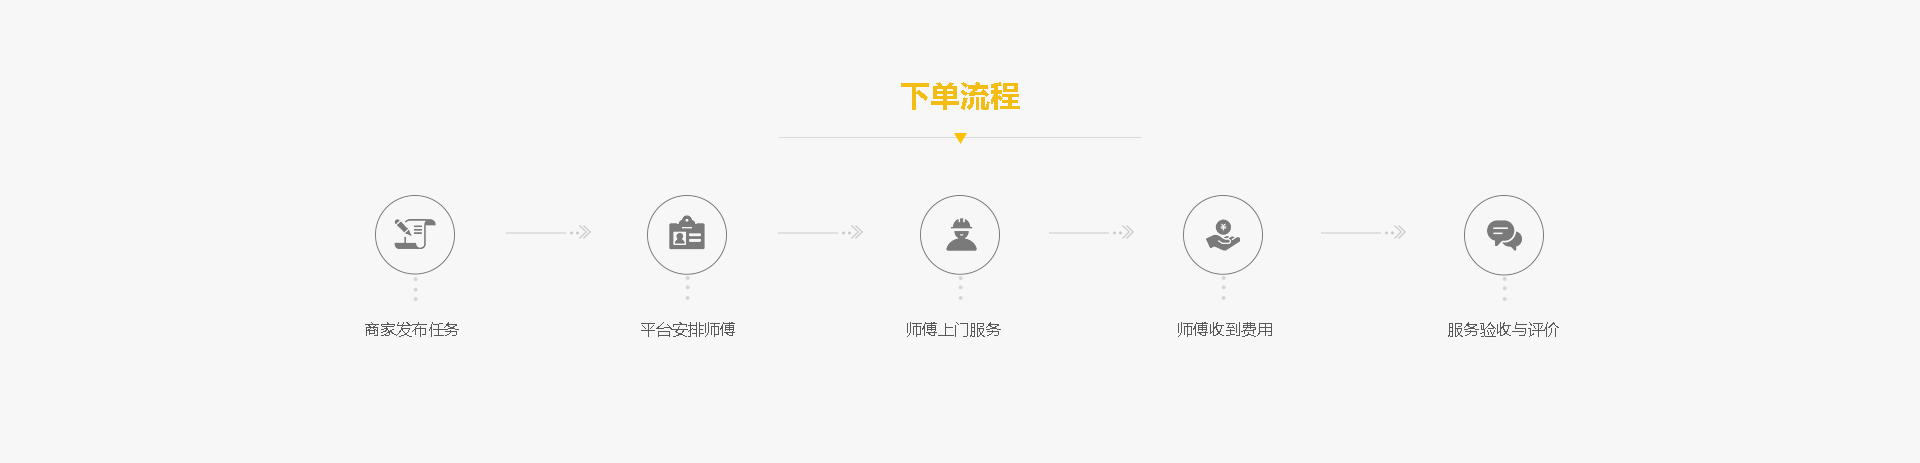 下单流程
商家发布任务
平台安排师傅
师傅上门服务
师傅收到费用
服务验收与评价